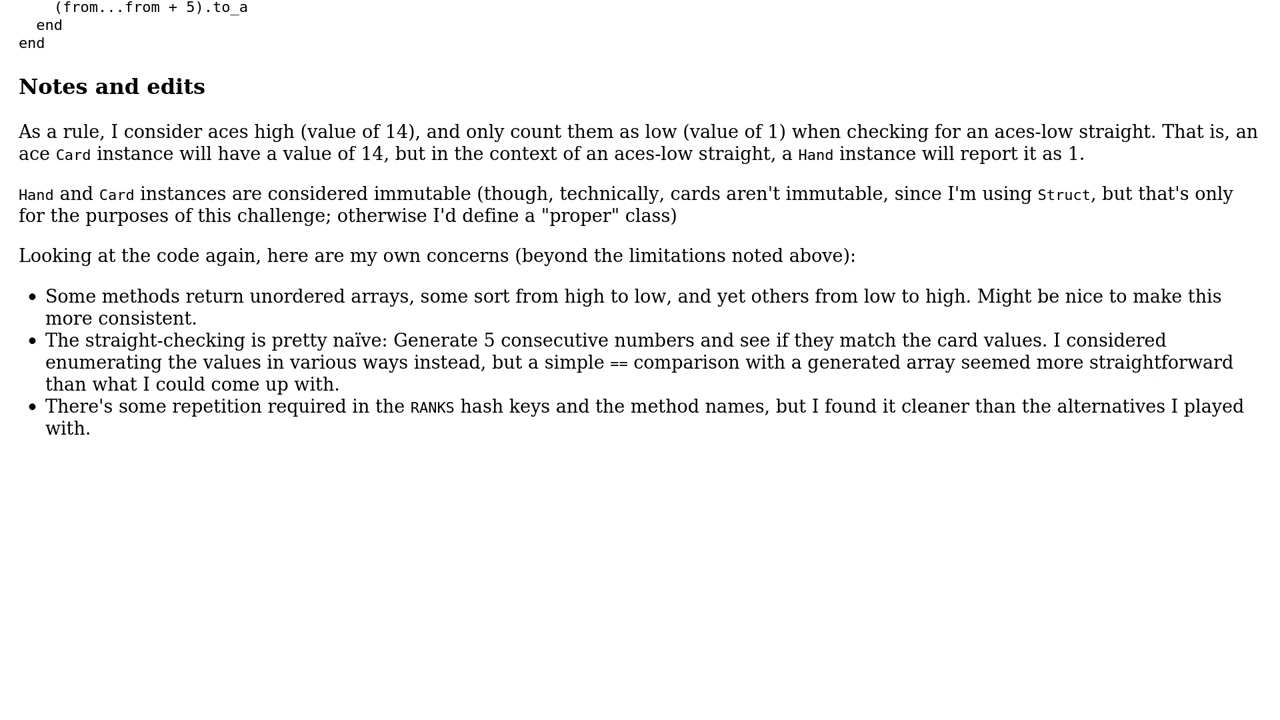 (from...from + 5).to_a
end
end
Notes and edits
As a rule, I consider aces high (value of 14), and only count them as low (value of 1) when checking for an aces-low straight. That is, an
ace Card instance will have a value of 14, but in the context of an aces-low straight, a Hand instance will report it as 1.
Hand and Card instances are considered immutable (though, technically, cards aren't immutable, since I'm using Struct, but that's only
for the purposes of this challenge; otherwise I'd define a "proper" class)
Looking at the code again, here are my own concerns (beyond the limitations noted above):
• Some methods return unordered arrays, some sort from high to low, and yet others from low to high. Might be nice to make this
more consistent.
• The straight-checking is pretty naïve: Generate 5 consecutive numbers and see if they match the card values. I considered
enumerating the values in various ways instead, but a simple == comparison with a generated array seemed more straightforward
than what I could come up with.
• There's some repetition required in the RANKS hash keys and the method names, but I found it cleaner than the alternatives I played
with.